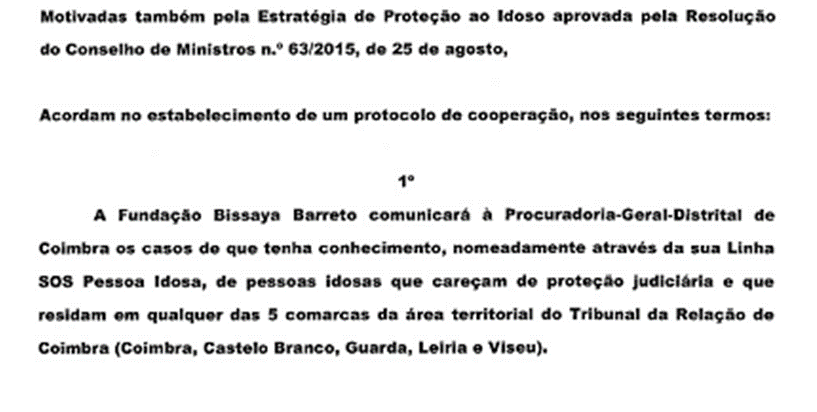 Motivadas também pela Estratégia de Proteção ao Idoso aprovada pela Resolução
do Conselho de Ministros n.º 63/2015, de 25 de agosto,
Acordam no estabelecimento de um protocolo de cooperação, nos seguintes termos:
1º
A Fundação Bissaya Barreto comunicará à Procuradoria-Geral-Distrital de
Coimbra os casos de que tenha conhecimento, nomeadamente através da sua Linha
SOS Pessoa Idosa, de pessoas idosas que careçam de proteção judiciária e que
residam em qualquer das 5 comarcas da área territorial do Tribunal da Relação de
Coimbra (Coimbra, Castelo Branco, Guarda, Leiria e Viseu).